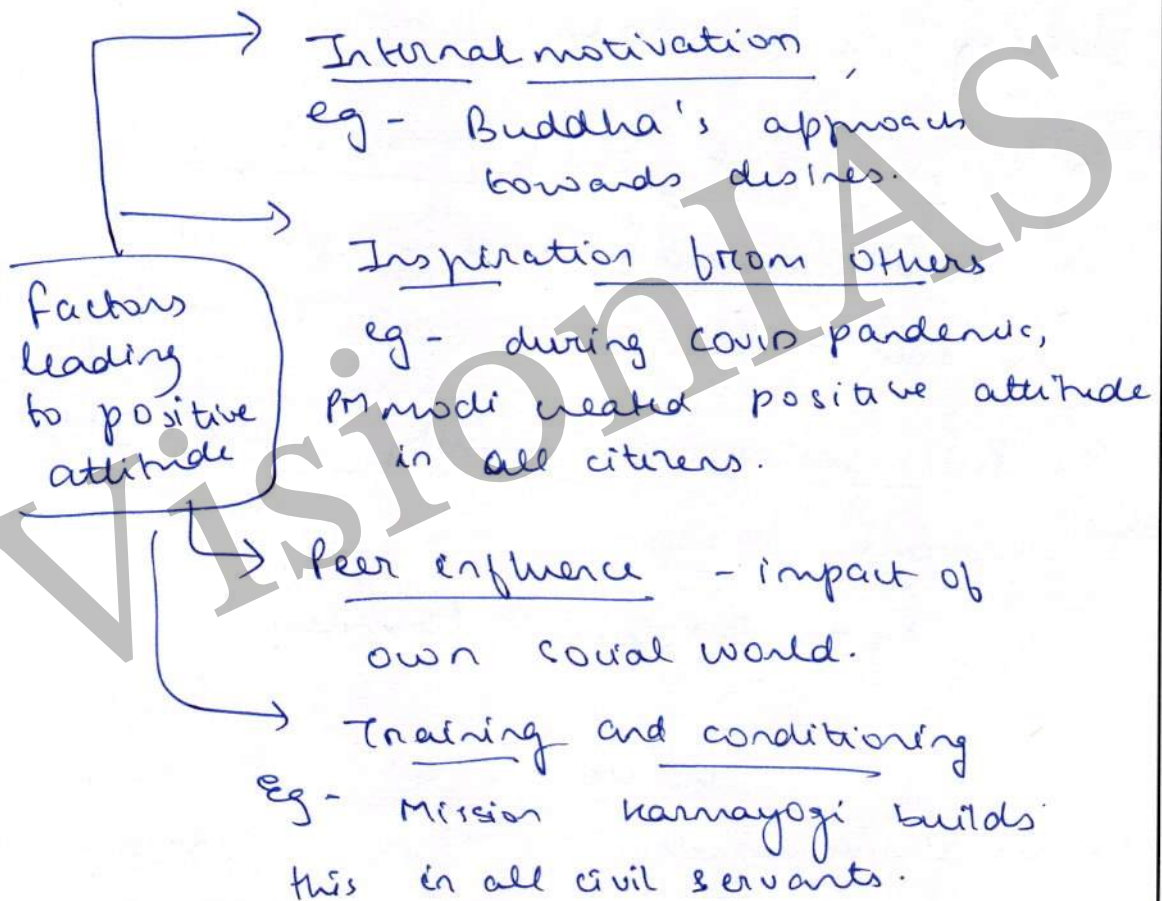 Internal motivation,
eg - Buddha's approach
towards desires.
Inspiration from others
eg - during COVID pandemic,
PM modi created positive attitude
in all citizens.
Factors
leading
to positive
attitude
Peer influence - impact of
own social world.
Training and conditioning
Eg - Mission karmayogi builds
this in all civil servants.
VisionIAS